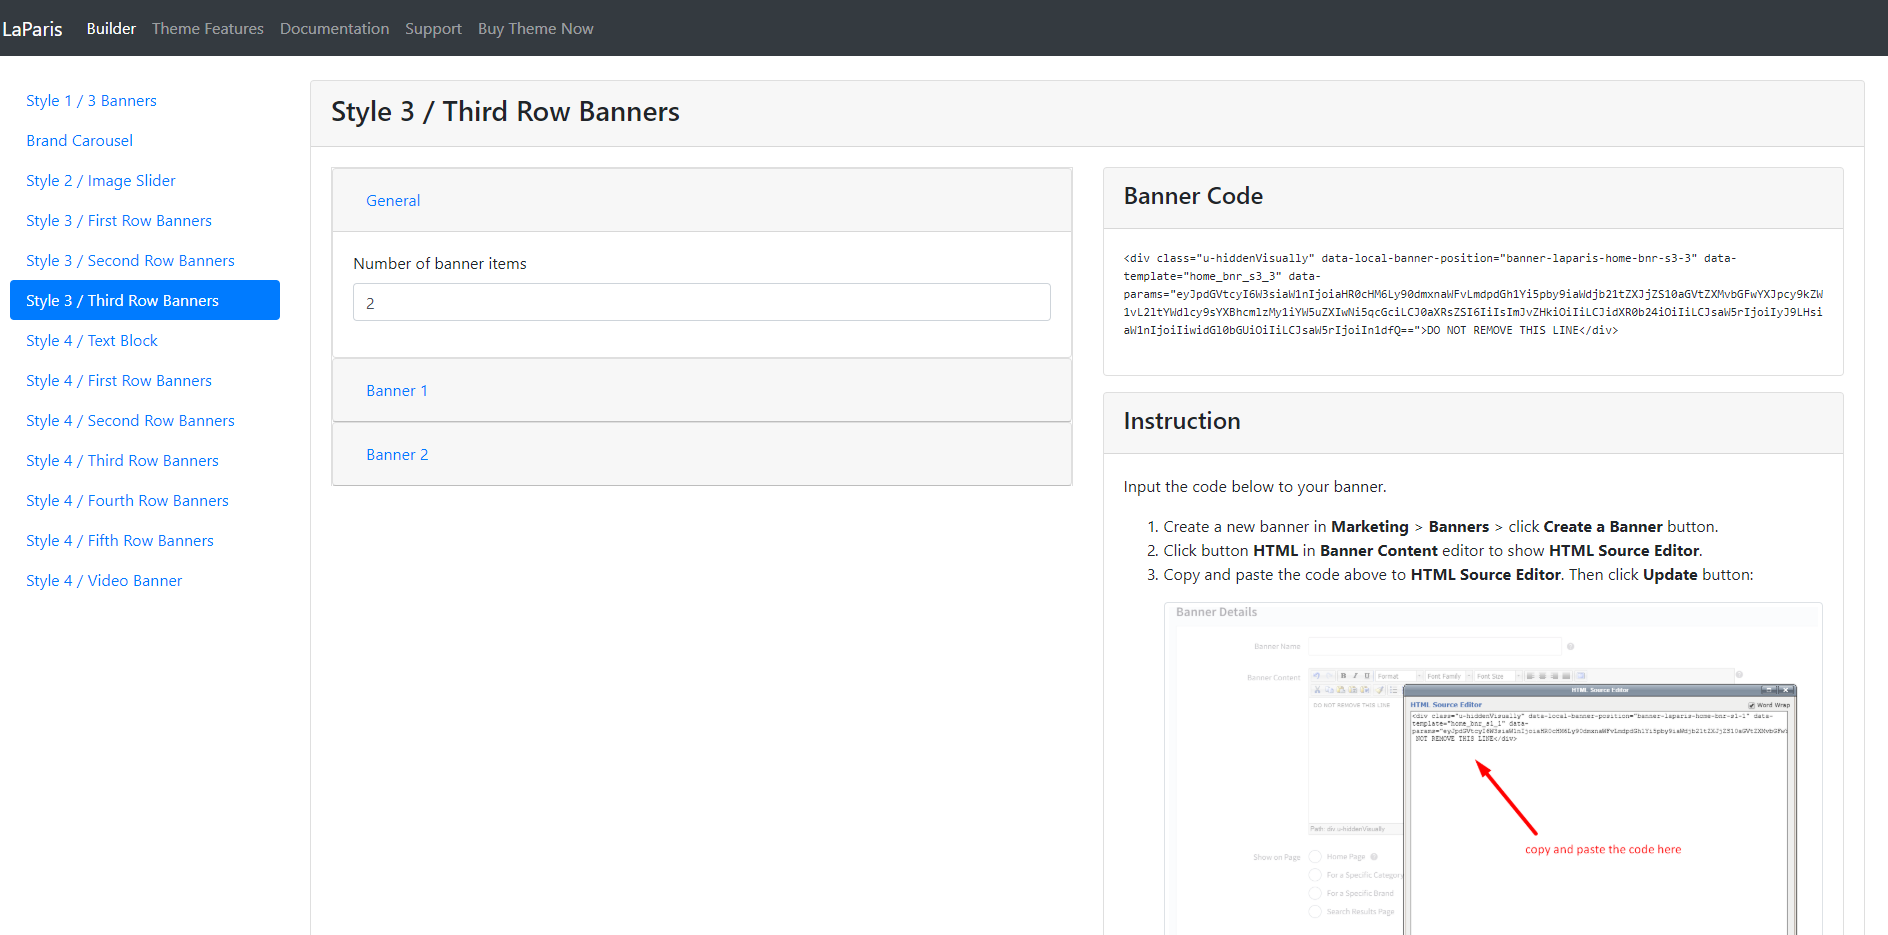 LaParis Builder Theme Features Documentation Support Buy Theme Now
Style 1 / 3 Banners
Brand Carousel
Style 2 / Image Slider
Style 3 / First Row Banners
Style 3 / Second Row Banners
Style 3 / Third Row Banners
Style 4 / Text Block
Style 4 / First Row Banners
Style 4 / Second Row Banners
Style 4 / Third Row Banners
Style 4 / Fourth Row Banners
Style 4 / Fifth Row Banners
Style 4 / Video Banner
Style 3 / Third Row Banners
General
Number of banner items
2
Banner 1
Banner 2
Banner Code
<div class="u-hiddenVisually" data-local-banner-position="banner-laparis-home-bnr-s3-3" data-
template="home_bnr_s3_3" data-
params="eyJpdGVtcyI6W3siaW1nIjoiaHR0cHM6Ly90dmxnaWFvLmdpdGh1Yi5pby9iaWdjb21tZXJjZS10aGVtZXMvbGFwYXJpcy9kZW
1vL2ltYWdlcy9sYXBhcmlzMy1iYW5uZXIwNi5qcGciLCJ0aXRsZSI6IiIsImJvZHkiOiIiLCJidXR0b24iOiIiLCJsaW5rIjoiIyJ9LHsi
aW1nIjoiIiwidGl0bGUiOiIiLCJsaW5rIjoiIn1dfQ==">DO NOT REMOVE THIS LINE</div>
Instruction
Input the code below to your banner.
1. Create a new banner in Marketing > Banners > click Create a Banner button.
2. Click button HTML in Banner Content editor to show HTML Source Editor.
3. Copy and paste the code above to HTML Source Editor. Then click Update button:
Banner Details
Banner Name
Banner Content
B I U Format Font Family Font Size
DO NOT REMOVE THIS LINE
HTML Source Editor
HTML Source Editor Word Wrap
<div class="u-hiddenVisually" data-local-banner-position="banner-laparis-home-bnr-s1-1" data-
template="home_bnr_s1_1" data-
NOT REMOVE THIS LINE</div>
copy and paste the code here
Path: div.u-hiddenVisually
Show on Page
Home Page
For a Specific Category
For a Specific Brand
Search Results Page